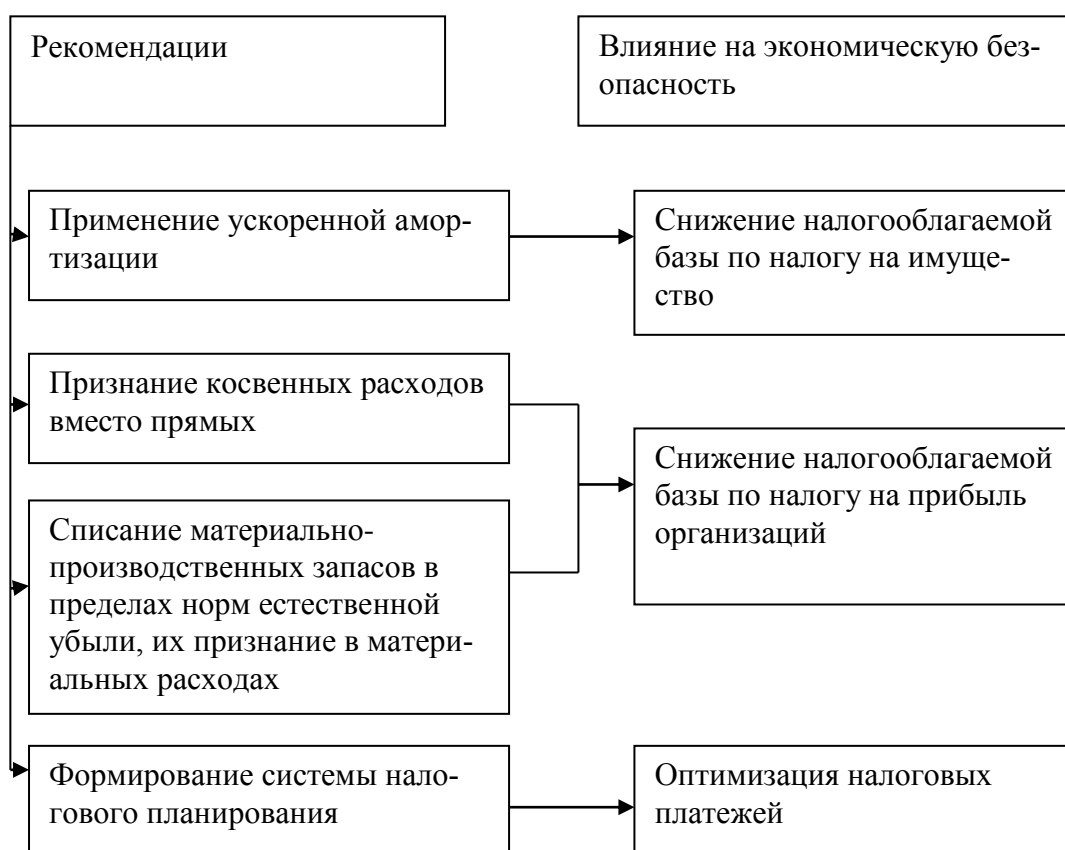 Рекомендации
Влияние на экономическую без-
опасность
Применение ускоренной амор-
тизации
Снижение налогооблагаемой
базы по налогу на имуще-
ство
Признание косвенных расходов
вместо прямых
Снижение налогооблагаемой
базы по налогу на прибыль
организаций
Списание материально-
производственных запасов в
пределах норм естественной
убыли, их признание в матери-
альных расходах
Формирование системы нало-
гового планирования
Оптимизация налоговых
платежей